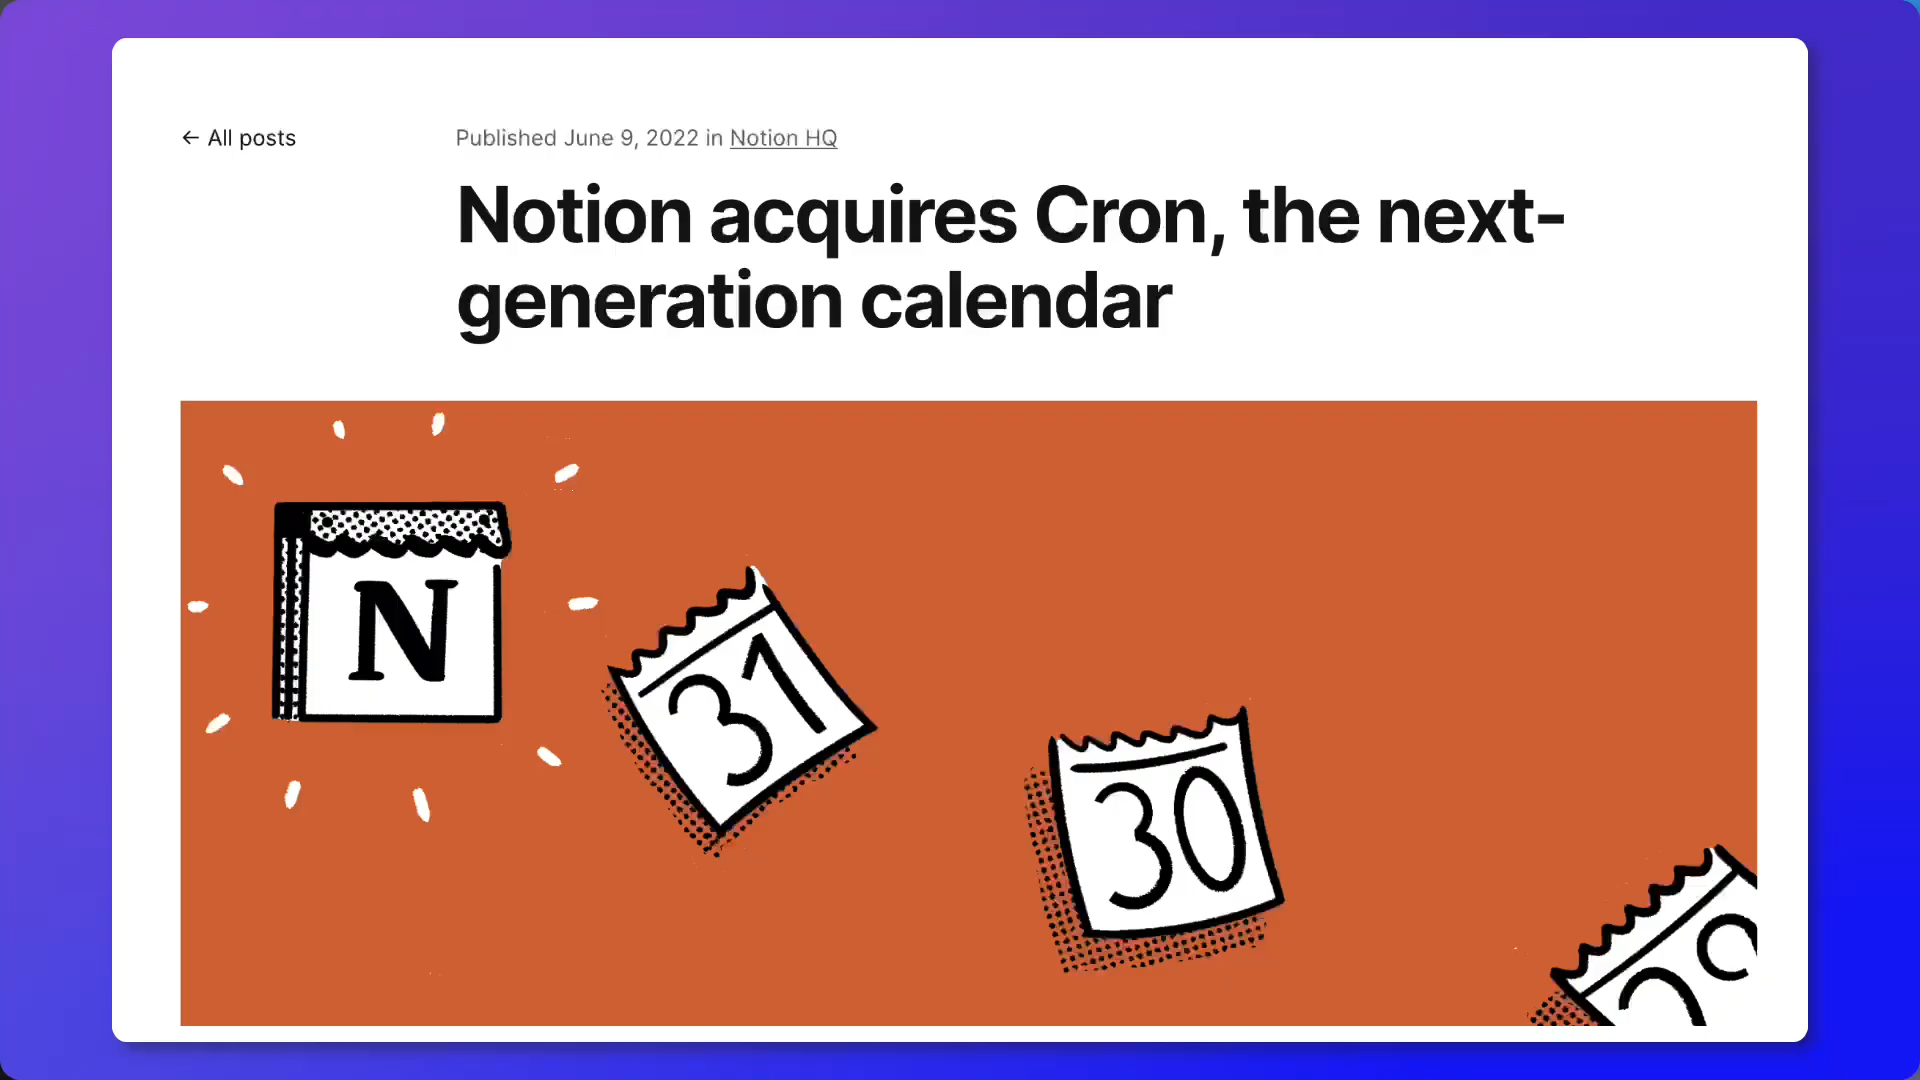 ← All posts
Published June 9, 2022 in Notion HQ
Notion acquires Cron, the next-
generation calendar
N
31
30